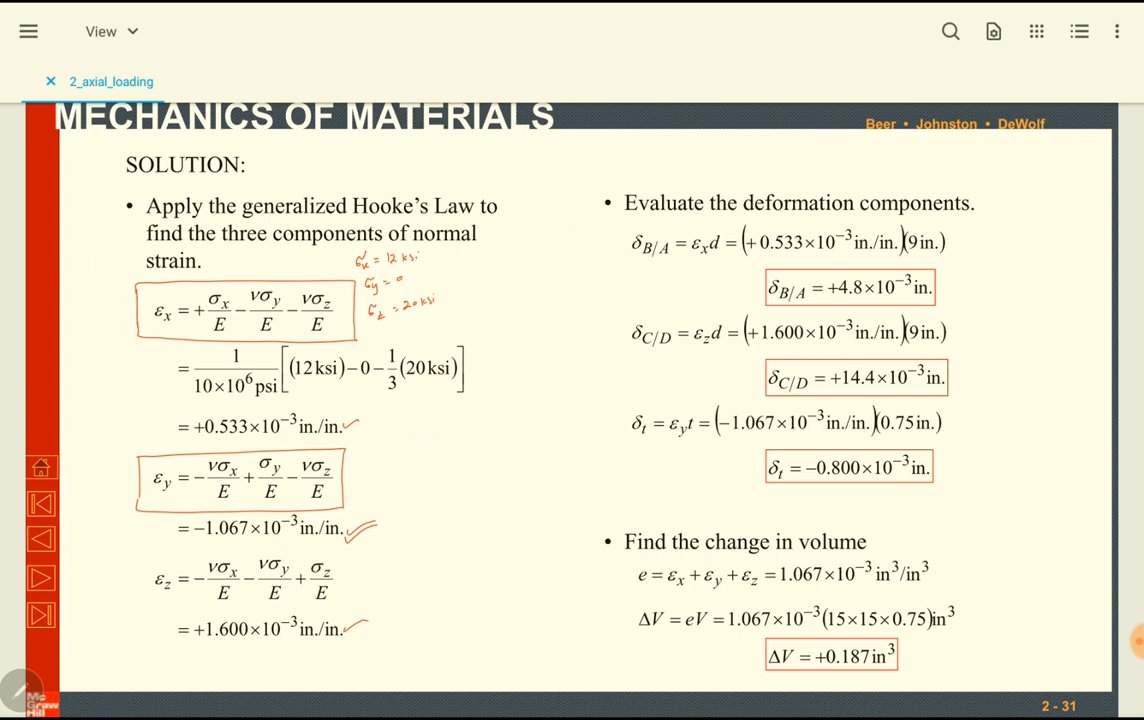 View
2_axial_loading
MECHANICS OF MATERIALS
Beer • Johnston • DeWolf
SOLUTION:
• Apply the generalized Hooke's Law to
find the three components of normal
strain.
σx = 12 ksi
σy = 0
σz = 20 ksi
εx = +σx/E − νσy/E − νσz/E
= 1/(10×10⁶ psi) [(12 ksi) − 0 − 1/3 (20 ksi)]
= +0.533×10⁻³ in./in.
εy = −νσx/E + σy/E − νσz/E
= −1.067×10⁻³ in./in.
εz = −νσx/E − νσy/E + σz/E
= +1.600×10⁻³ in./in.
• Evaluate the deformation components.
δB/A = εxd = (+0.533×10⁻³ in./in.)(9 in.)
δB/A = +4.8×10⁻³ in.
δC/D = εzd = (+1.600×10⁻³ in./in.)(9 in.)
δC/D = +14.4×10⁻³ in.
δt = εyt = (−1.067×10⁻³ in./in.)(0.75 in.)
δt = −0.800×10⁻³ in.
• Find the change in volume
e = εx + εy + εz = 1.067×10⁻³ in³/in³
ΔV = eV = 1.067×10⁻³(15×15×0.75)in³
ΔV = +0.187 in³
Mc
Graw
Hill
2 - 31